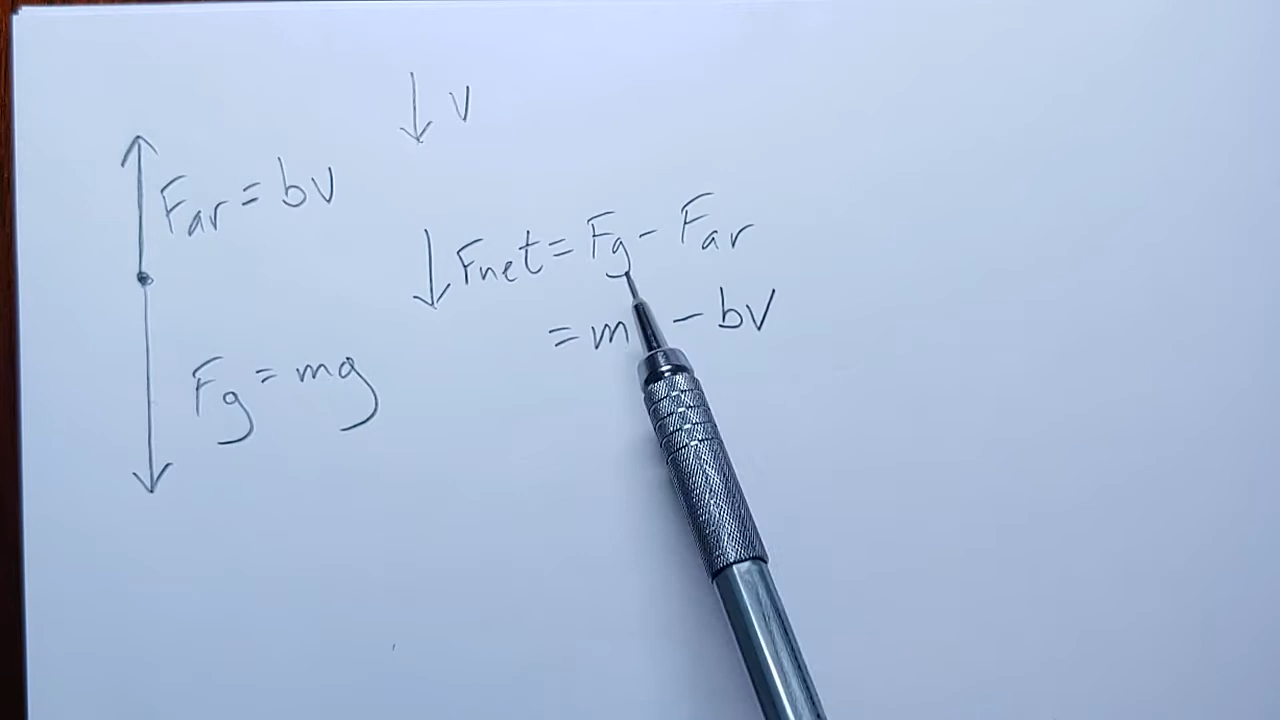 v
Far = bv
Fnet = Fg - Far
= m - bv
Fg = mg